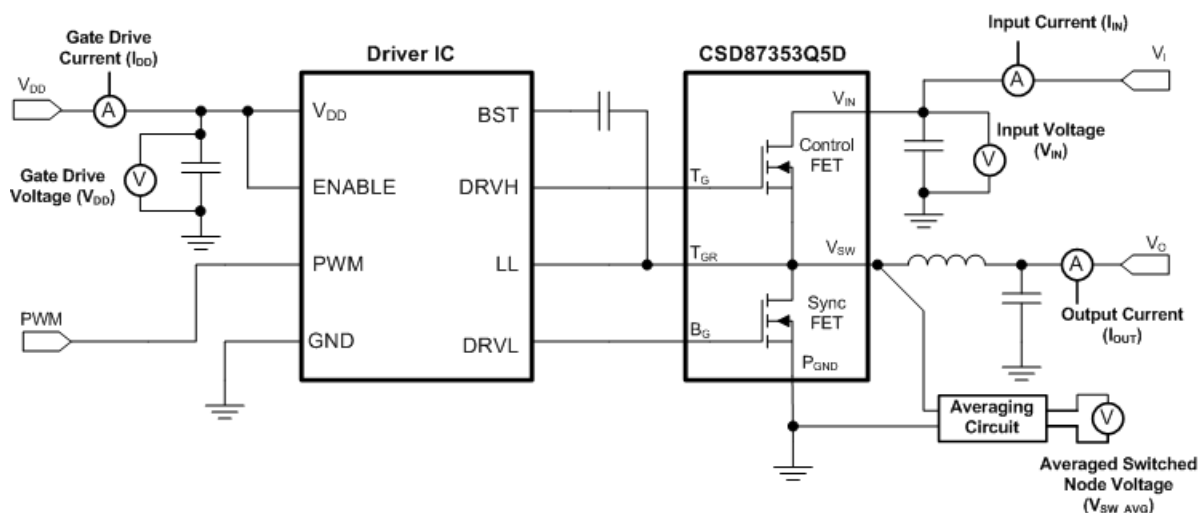 Gate Drive
Current (IDD)
VDD
A
Gate Drive
Voltage (VDD)
V
PWM
Driver IC
VDD
ENABLE
PWM
GND
BST
DRVH
LL
DRVL
CSD87353Q5D
TG
TGR
BG
VIN
Control
FET
VSW
Sync
FET
PGND
Input Current (IIN)
A
VI
Input Voltage
(VIN)
V
VO
A
Output Current
(IOUT)
Averaging
Circuit
V
Averaged Switched
Node Voltage
(VSW_AVG)